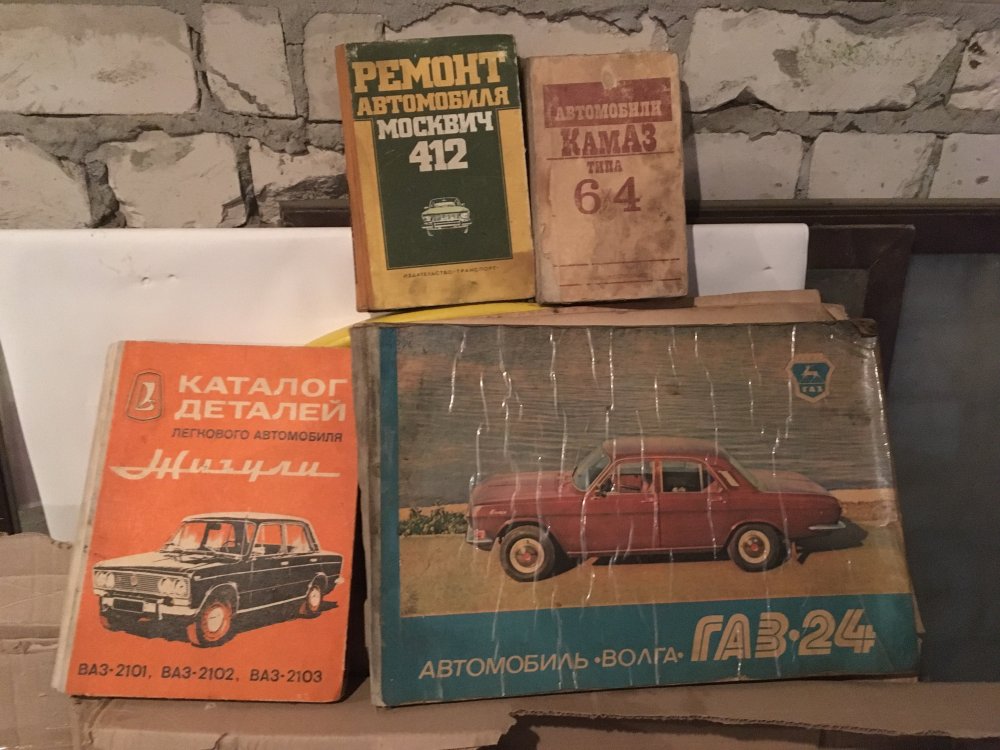 РЕМОНТ
АВТОМОБИЛЯ
МОСКВИЧ
412
ИЗДАТЕЛЬСТВО·ТРАНСПОРТ·
АВТОМОБИЛИ
КАМАЗ
ТИПА
6×4
КАТАЛОГ
ДЕТАЛЕЙ
ЛЕГКОВОГО АВТОМОБИЛЯ
Жигули
ВАЗ-2101, ВАЗ-2102, ВАЗ-2103
ГАЗ
АВТОМОБИЛЬ·ВОЛГА· ГАЗ·24